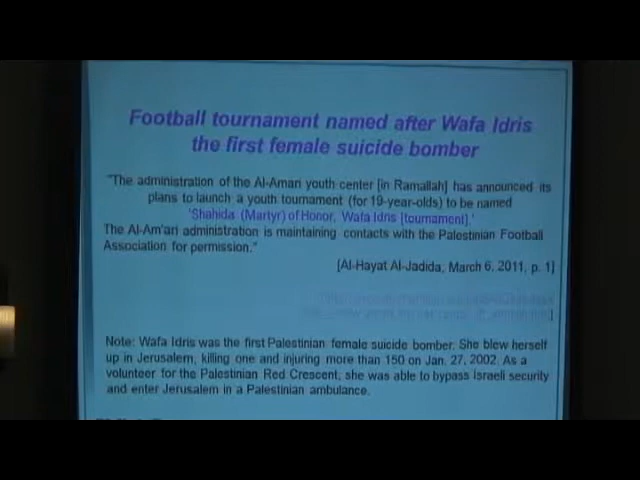 Football tournament named after Wafa Idris
the first female suicide bomber
"The administration of the Al-Amari youth center [in Ramallah] has announced its
plans to launch a youth tournament (for 19-year-olds) to be named
'Shahida (Martyr) of Honor, Wafa Idris [tournament].'
The Al-Am'ari administration is maintaining contacts with the Palestinian Football
Association for permission."
[Al-Hayat Al-Jadida, March 6, 2011, p. 1]
Note: Wafa Idris was the first Palestinian female suicide bomber. She blew herself
up in Jerusalem, killing one and injuring more than 150 on Jan. 27, 2002. As a
volunteer for the Palestinian Red Crescent, she was able to bypass Israeli security
and enter Jerusalem in a Palestinian ambulance.